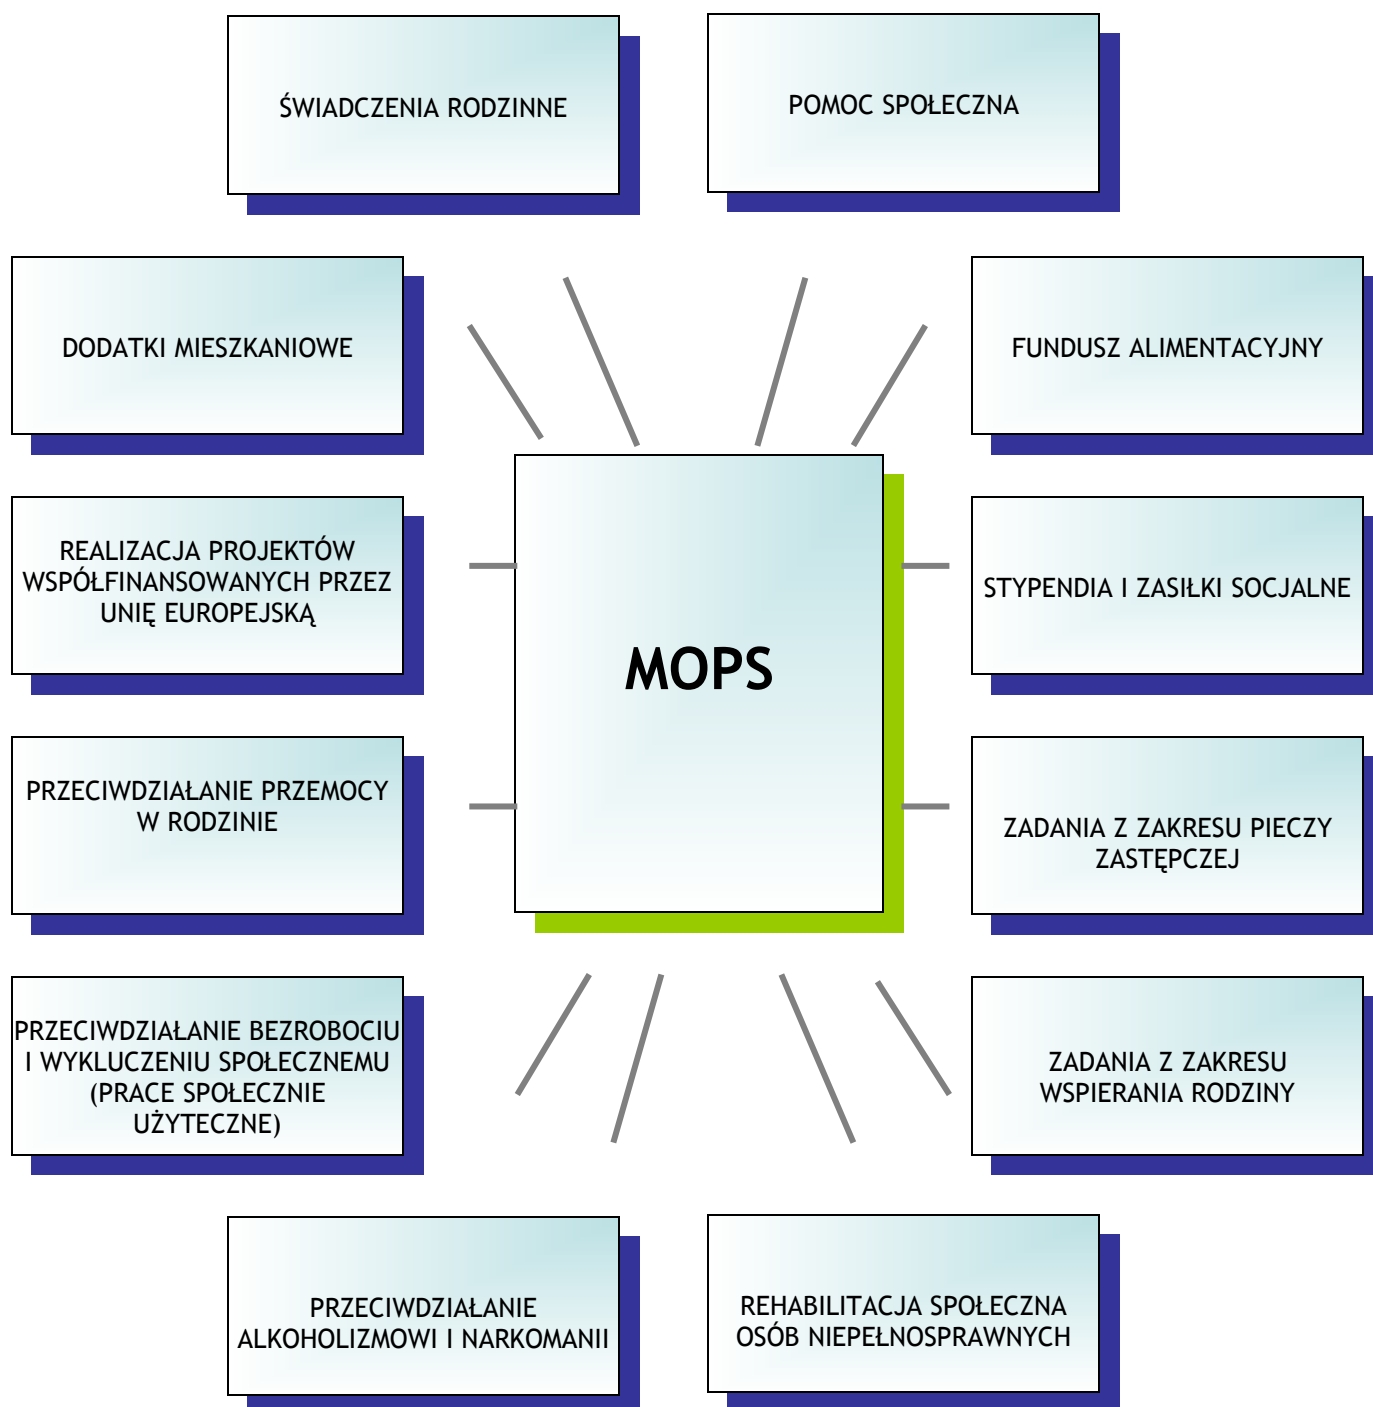 ŚWIADCZENIA RODZINNE
POMOC SPOŁECZNA
DODATKI MIESZKANIOWE
FUNDUSZ ALIMENTACYJNY
REALIZACJA PROJEKTÓW
WSPÓŁFINANSOWANYCH PRZEZ
UNIĘ EUROPEJSKĄ
STYPENDIA I ZASIŁKI SOCJALNE
MOPS
PRZECIWDZIAŁANIE PRZEMOCY
W RODZINIE
ZADANIA Z ZAKRESU PIECZY
ZASTĘPCZEJ
PRZECIWDZIAŁANIE BEZROBOCIU
I WYKLUCZENIU SPOŁECZNEMU
(PRACE SPOŁECZNIE
UŻYTECZNE)
ZADANIA Z ZAKRESU
WSPIERANIA RODZINY
PRZECIWDZIAŁANIE
ALKOHOLIZMOWI I NARKOMANII
REHABILITACJA SPOŁECZNA
OSÓB NIEPEŁNOSPRAWNYCH